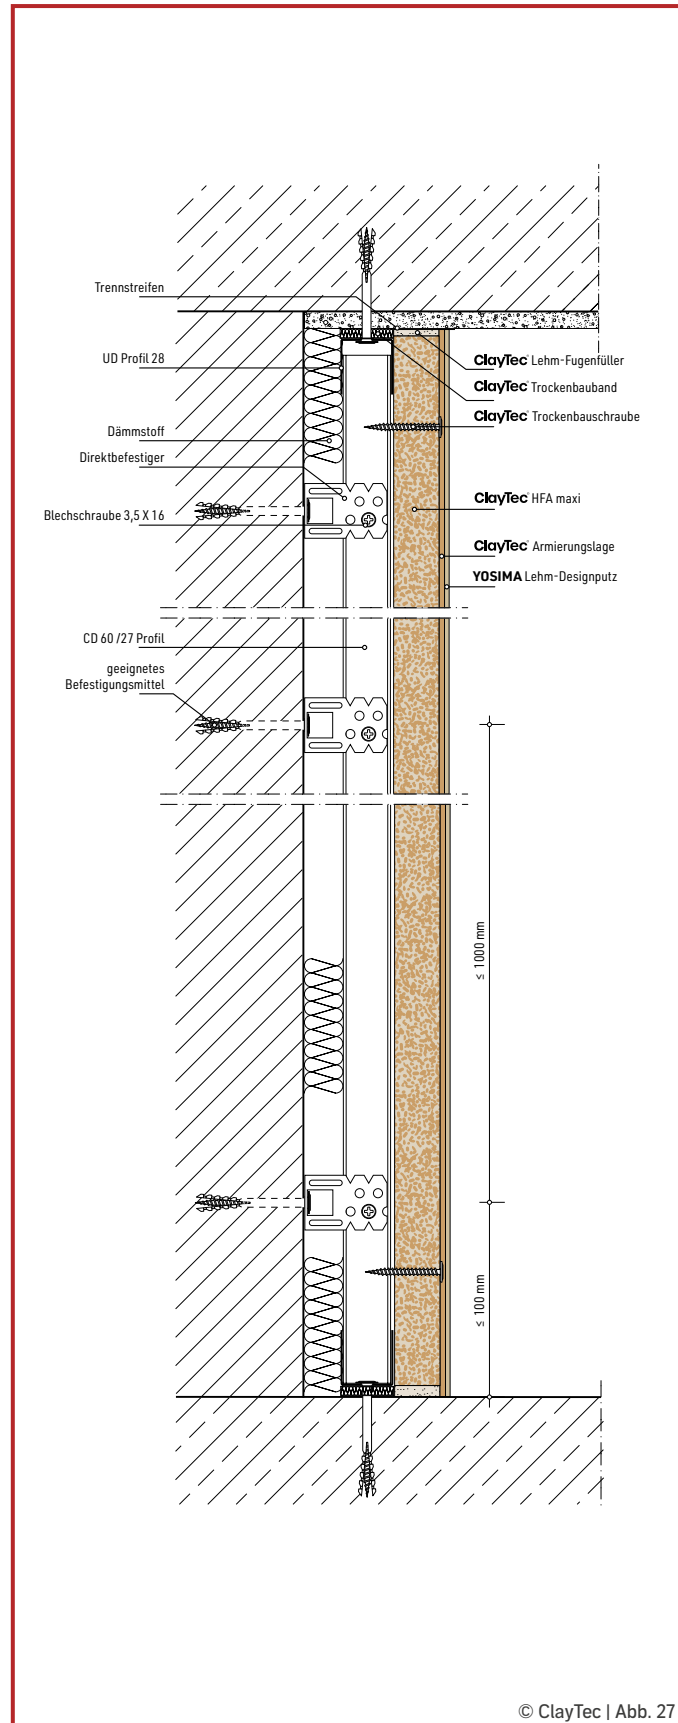 Trennstreifen
UD Profil 28
Dämmstoff
Direktbefestiger
Blechschraube 3,5 X 16
CD 60 /27 Profil
geeignetes
Befestigungsmittel
ClayTec® Lehm-Fugenfüller
ClayTec® Trockenbauband
ClayTec® Trockenbauschraube
ClayTec® HFA maxi
ClayTec® Armierungslage
YOSIMA Lehm-Designputz
≤ 1000 mm
≤ 100 mm
© ClayTec | Abb. 27